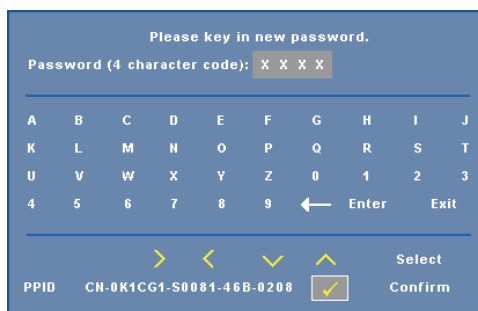 Please key in new password.
Password (4 character code): X X X X
A B C D E F G H I J
K L M N O P Q R S T
U V W X Y Z 0 1 2 3
4 5 6 7 8 9 ← Enter Exit
Select
PPID CN-0K1CG1-S0081-46B-0208 Confirm